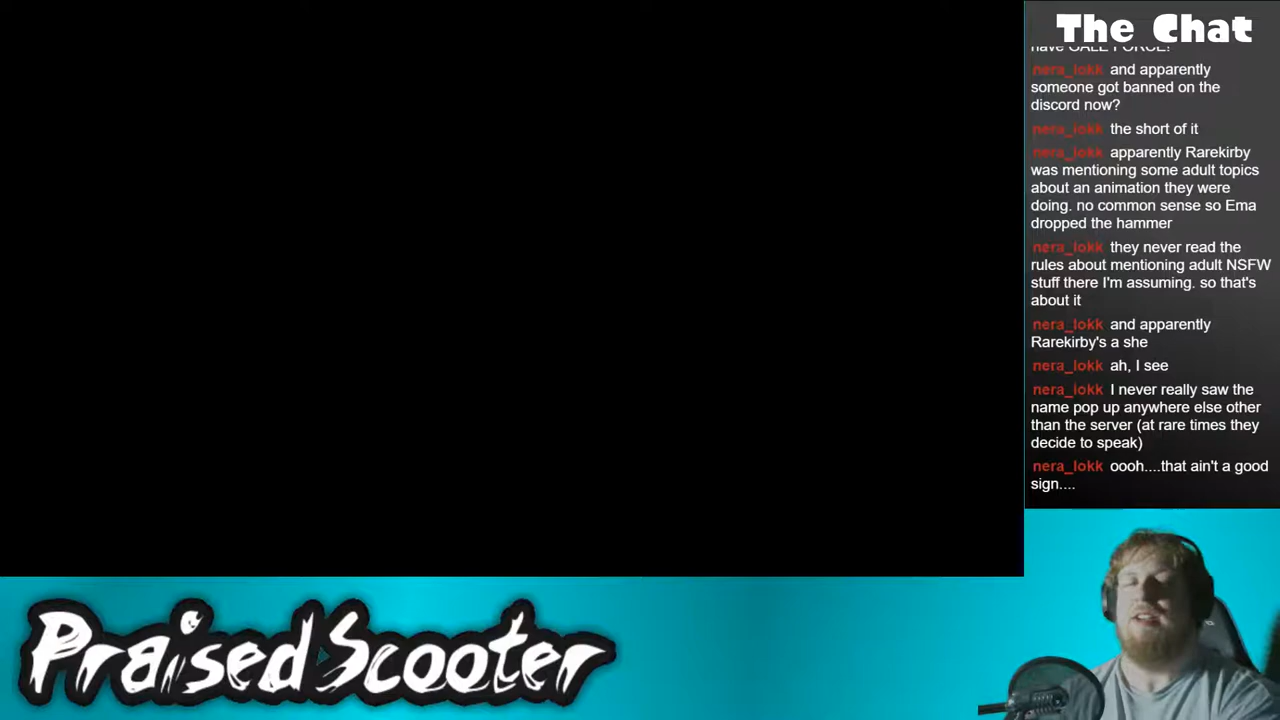 The Chat
have GALE FORCE!
nera_lokk and apparently
someone got banned on the
discord now?
nera_lokk the short of it
nera_lokk apparently Rarekirby
was mentioning some adult topics
about an animation they were
doing. no common sense so Ema
dropped the hammer
nera_lokk they never read the
rules about mentioning adult NSFW
stuff there I'm assuming. so that's
about it
nera_lokk and apparently
Rarekirby's a she
nera_lokk ah, I see
nera_lokk I never really saw the
name pop up anywhere else other
than the server (at rare times they
decide to speak)
nera_lokk oooh....that ain't a good
sign....
PraisedScooter